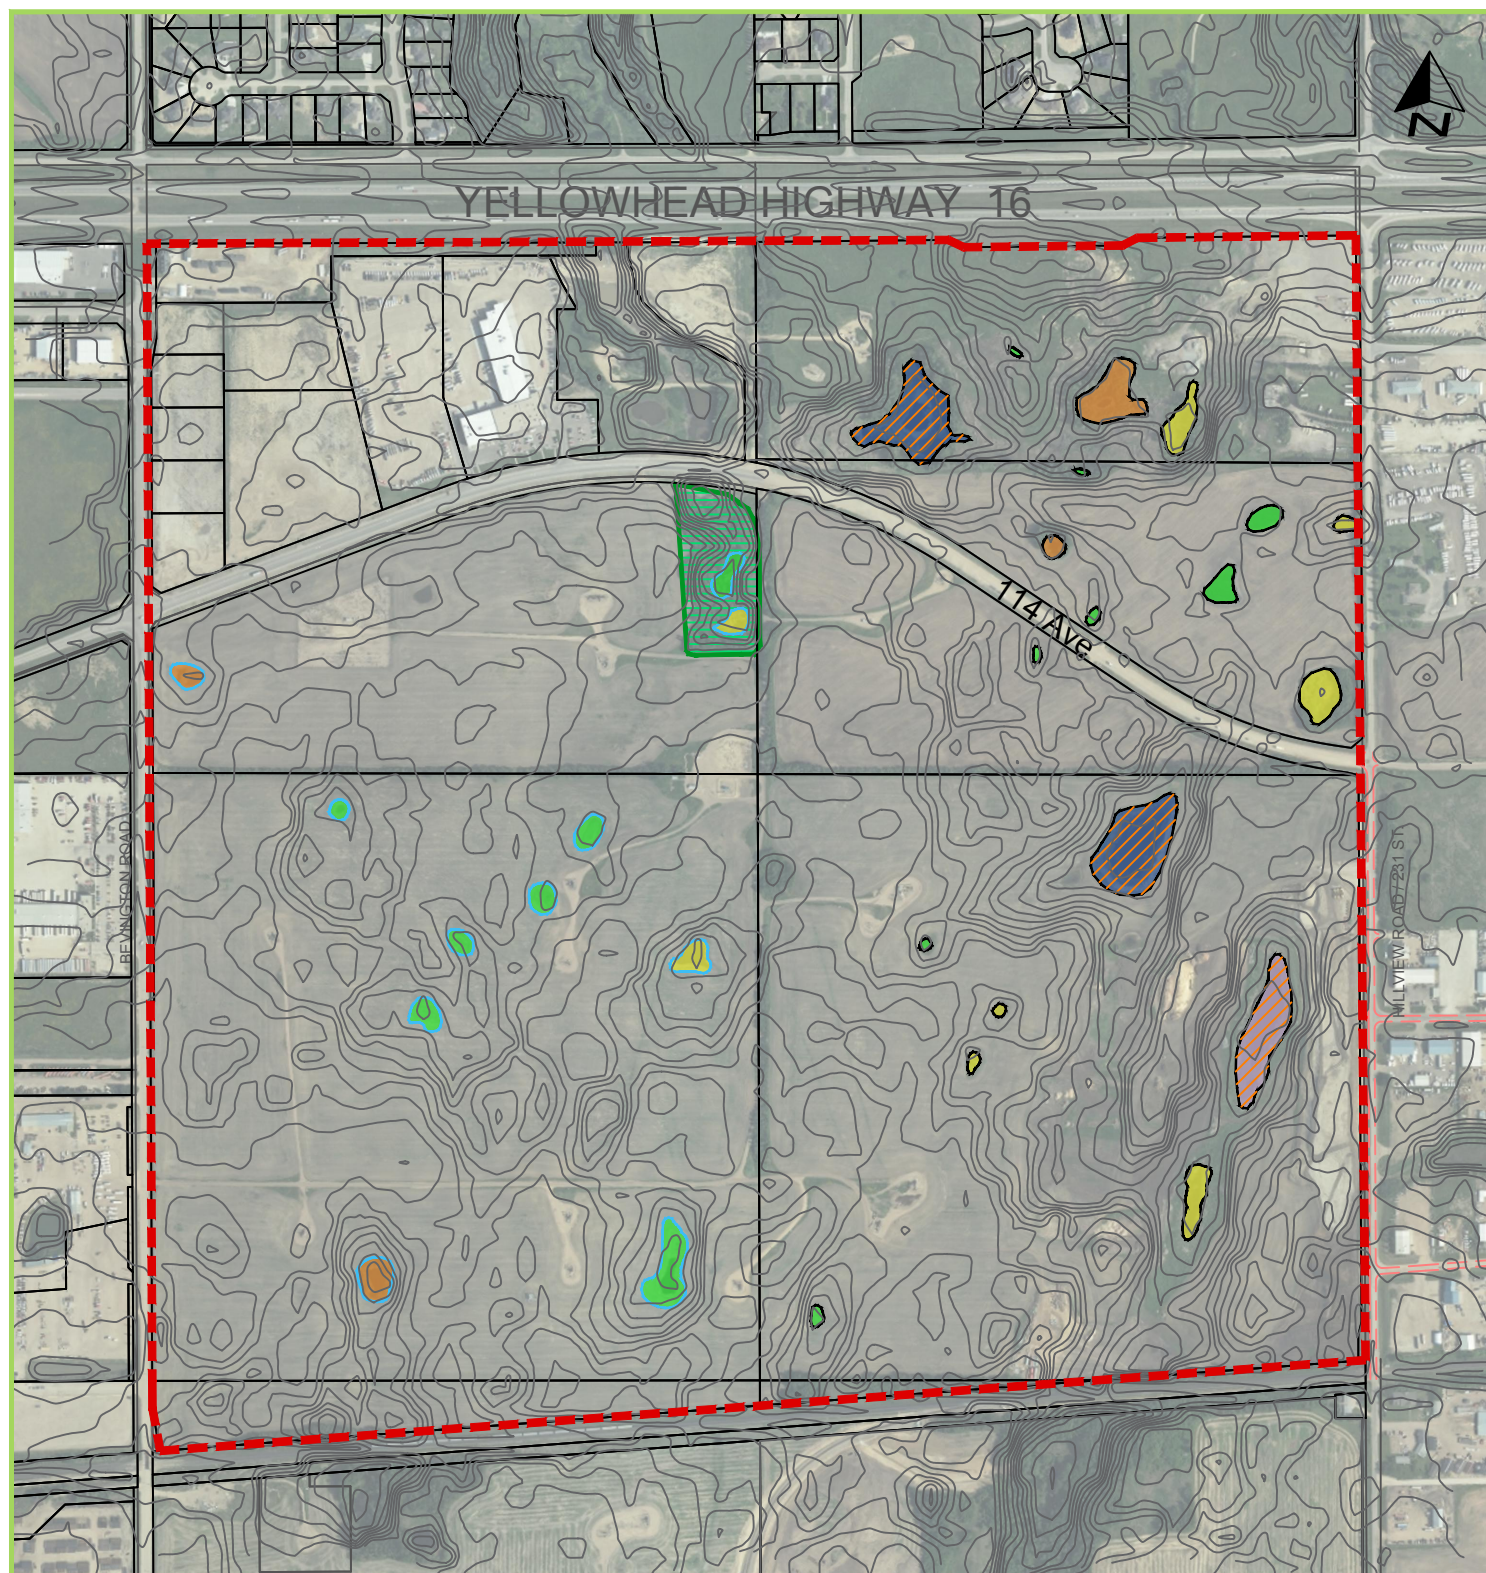 N
YELLOWHEAD HIGHWAY 16
114 Ave
BEVINGTON ROAD
HILLVIEW ROAD / 231 ST